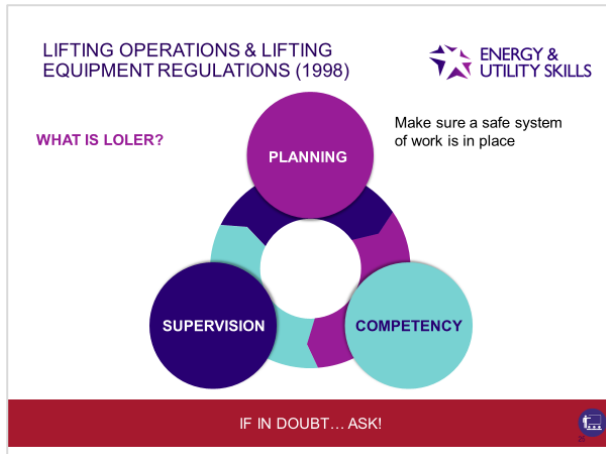 LIFTING OPERATIONS & LIFTING
EQUIPMENT REGULATIONS (1998)
ENERGY &
UTILITY SKILLS
WHAT IS LOLER?
Make sure a safe system
of work is in place
PLANNING
SUPERVISION
COMPETENCY
IF IN DOUBT... ASK!